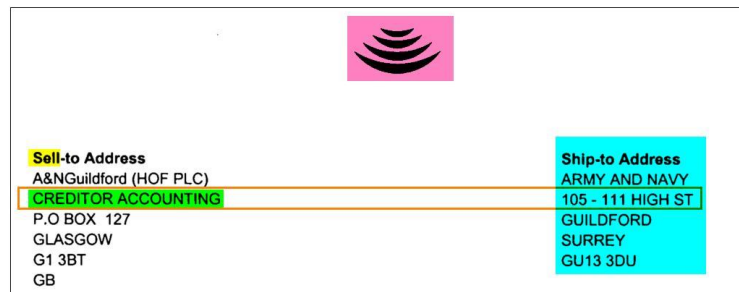 Sell-to Address
A&NGuildford (HOF PLC)
CREDITOR ACCOUNTING
P.O BOX 127
GLASGOW
G1 3BT
GB
Ship-to Address
ARMY AND NAVY
105 - 111 HIGH ST
GUILDFORD
SURREY
GU13 3DU